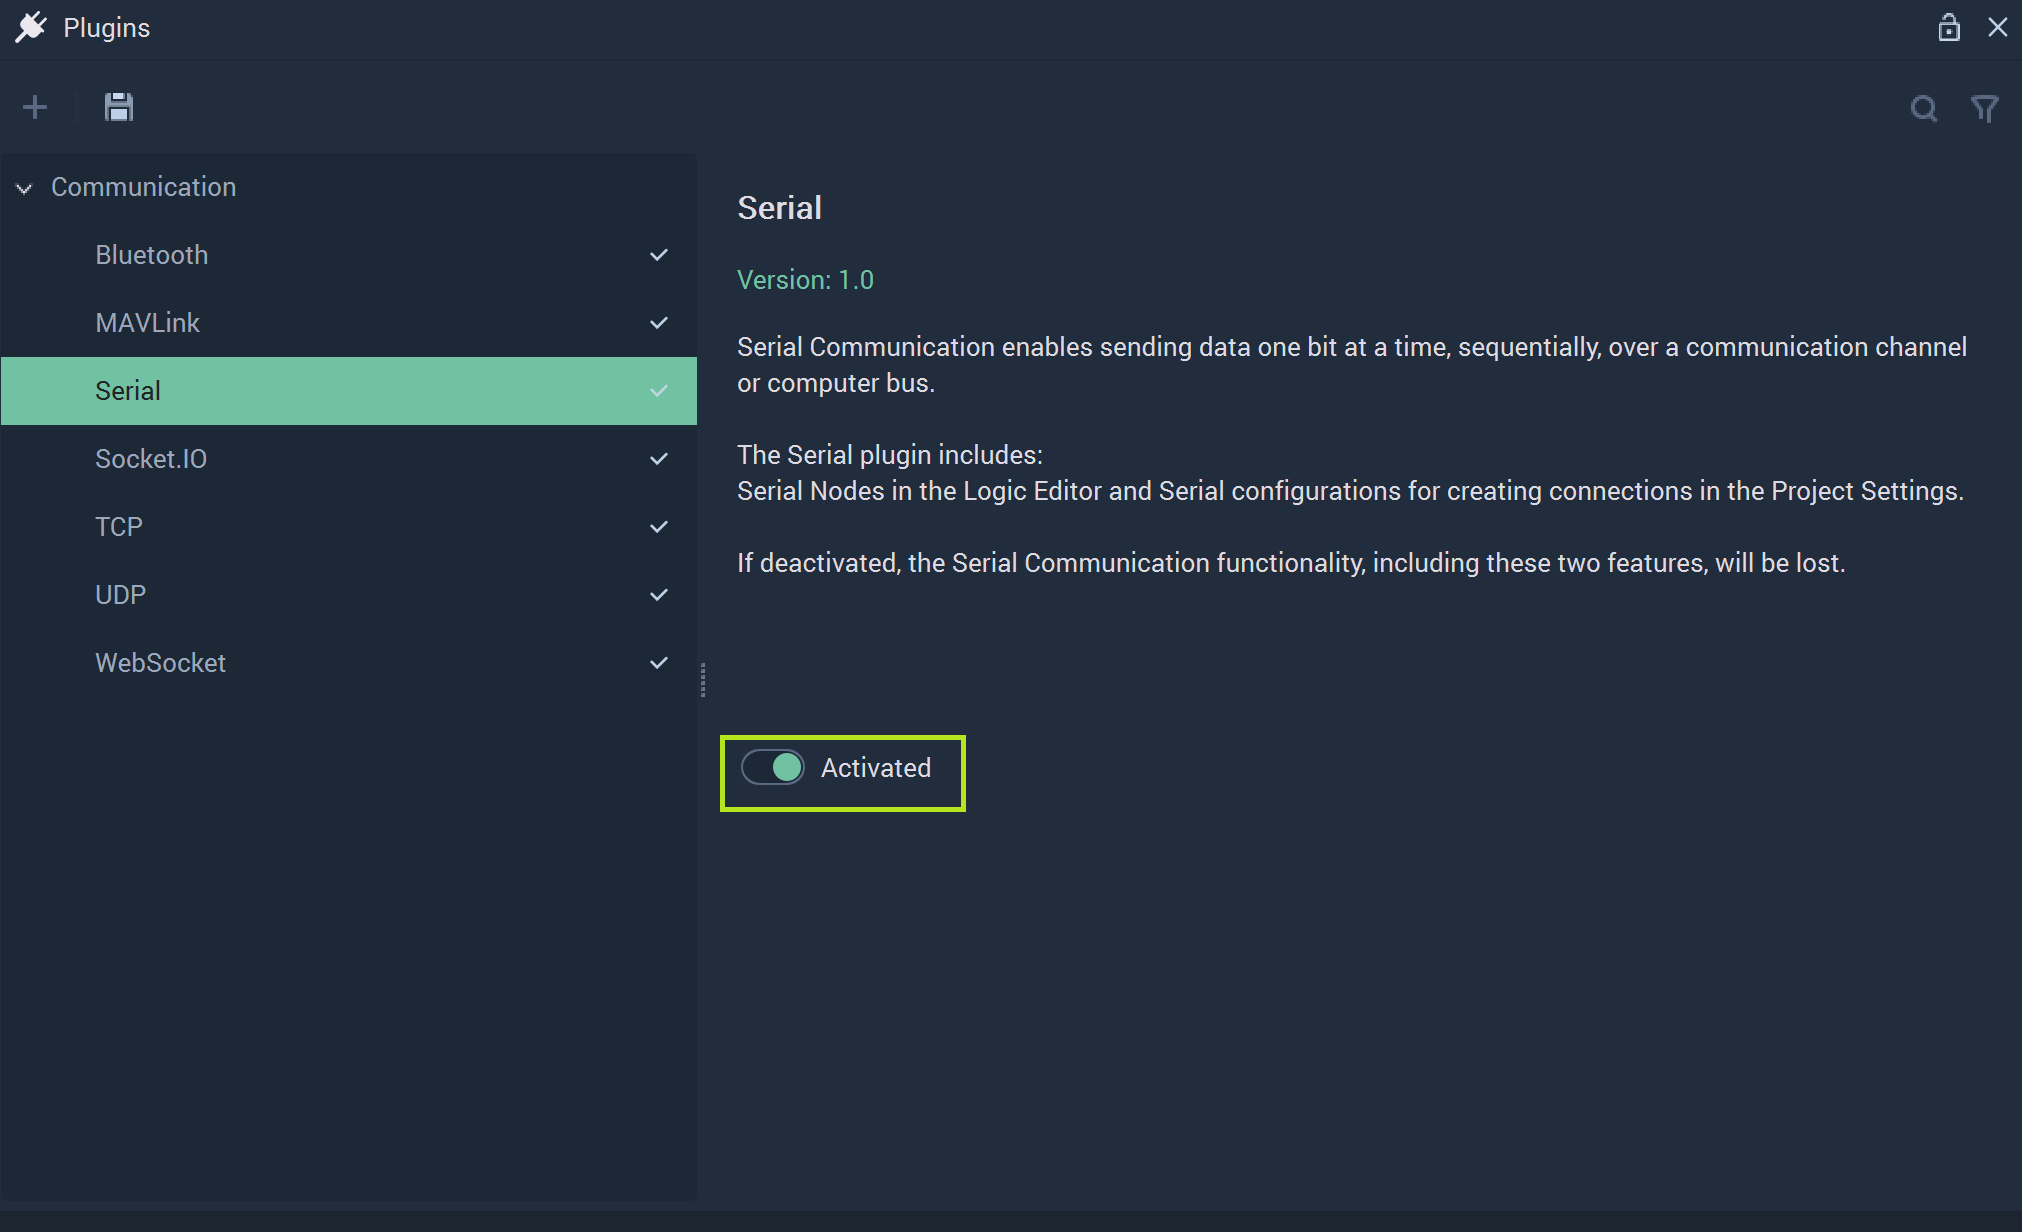 Plugins
Communication
Bluetooth
MAVLink
Serial
Socket.IO
TCP
UDP
WebSocket
Serial
Version: 1.0
Serial Communication enables sending data one bit at a time, sequentially, over a communication channel
or computer bus.
The Serial plugin includes:
Serial Nodes in the Logic Editor and Serial configurations for creating connections in the Project Settings.
If deactivated, the Serial Communication functionality, including these two features, will be lost.
Activated